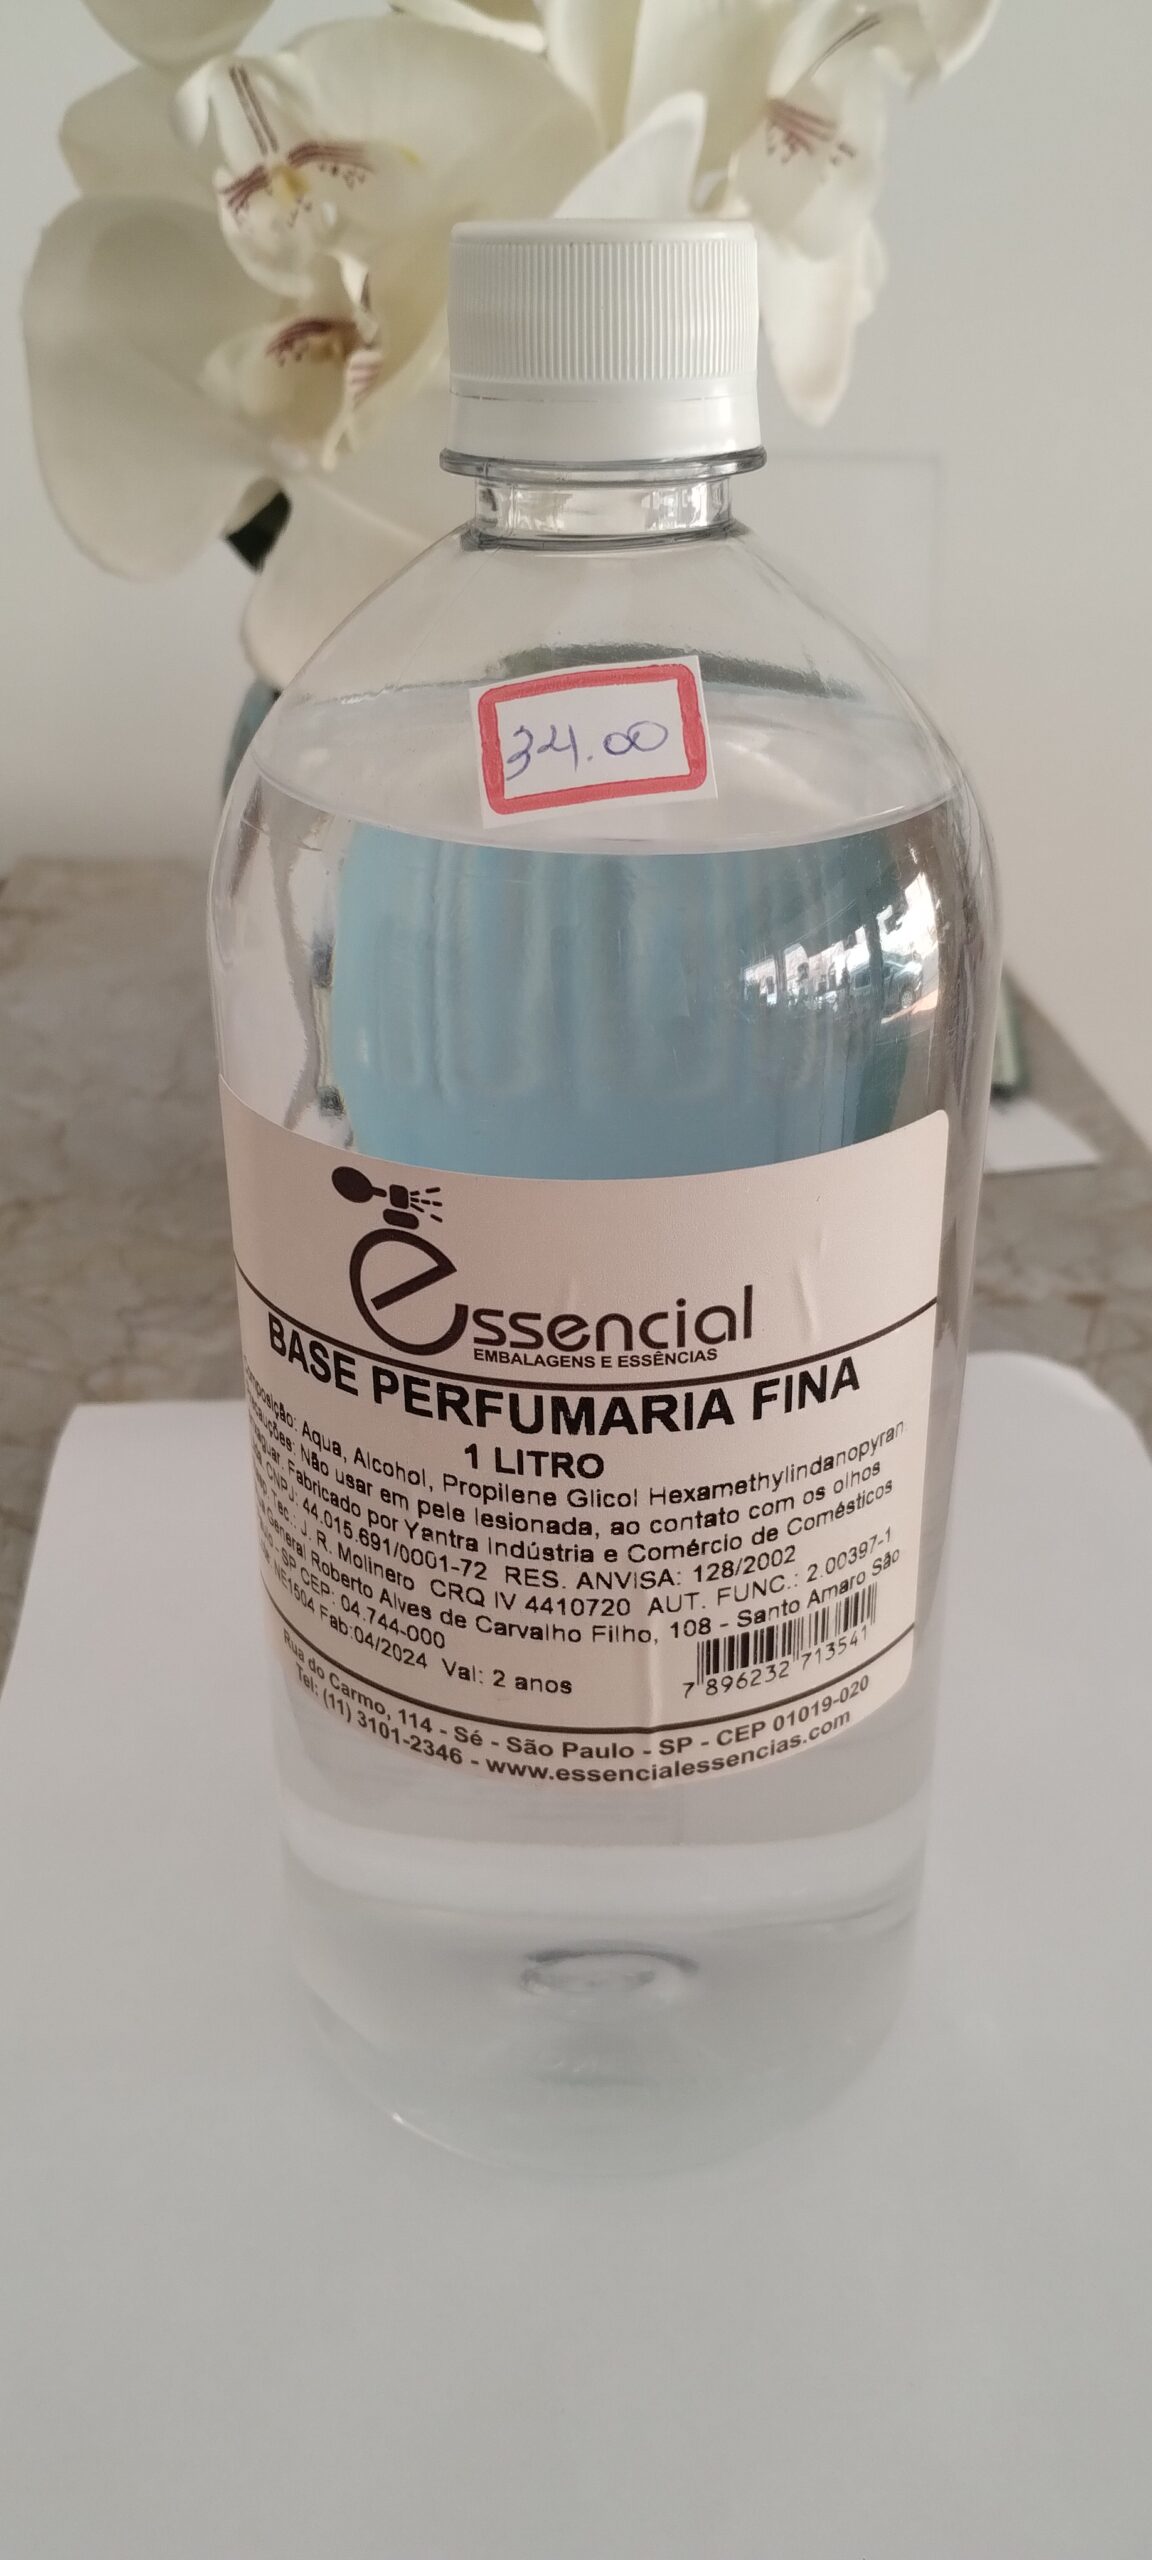 34.00
essencial
EMBALAGENS E ESSÊNCIAS
BASE PERFUMARIA FINA
1 LITRO
Aqua, Alcohol, Propilene Glicol Hexamethylindanopyran
Não usar em pele lesionada, ao contato com os olhos
Fabricado por Yantra Indústria e Comércio de Comésticos
CNPJ: 44.015.691/0001-72 RES. ANVISA: 128/2002
Tec.: J. R. Molinero CRQ IV 4410720 AUT. FUNC.: 2.00397-1
General Roberto Alves de Carvalho Filho, 108 - Santo Amaro São
- SP CEP: 04.744-000
NE1504 Fab:04/2024 Val: 2 anos
7 896232 713541
Rua do Carmo, 114 - Sé - São Paulo - SP - CEP 01019-020
Tel: (11) 3101-2346 - www.essencialessencias.com